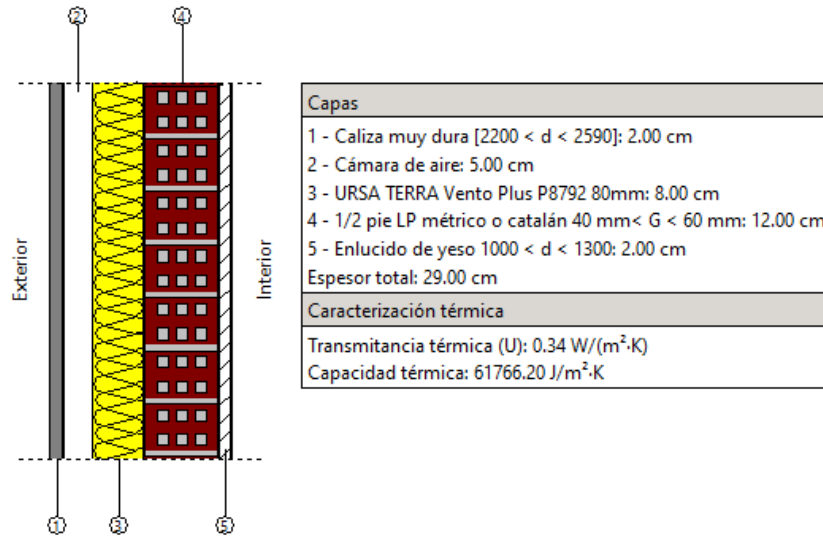 2
4
Exterior
Interior
1
3
5
Capas
1 - Caliza muy dura [2200 < d < 2590]: 2.00 cm
2 - Cámara de aire: 5.00 cm
3 - URSA TERRA Vento Plus P8792 80mm: 8.00 cm
4 - 1/2 pie LP métrico o catalán 40 mm< G < 60 mm: 12.00 cm
5 - Enlucido de yeso 1000 < d < 1300: 2.00 cm
Espesor total: 29.00 cm
Caracterización térmica
Transmitancia térmica (U): 0.34 W/(m²·K)
Capacidad térmica: 61766.20 J/m²·K